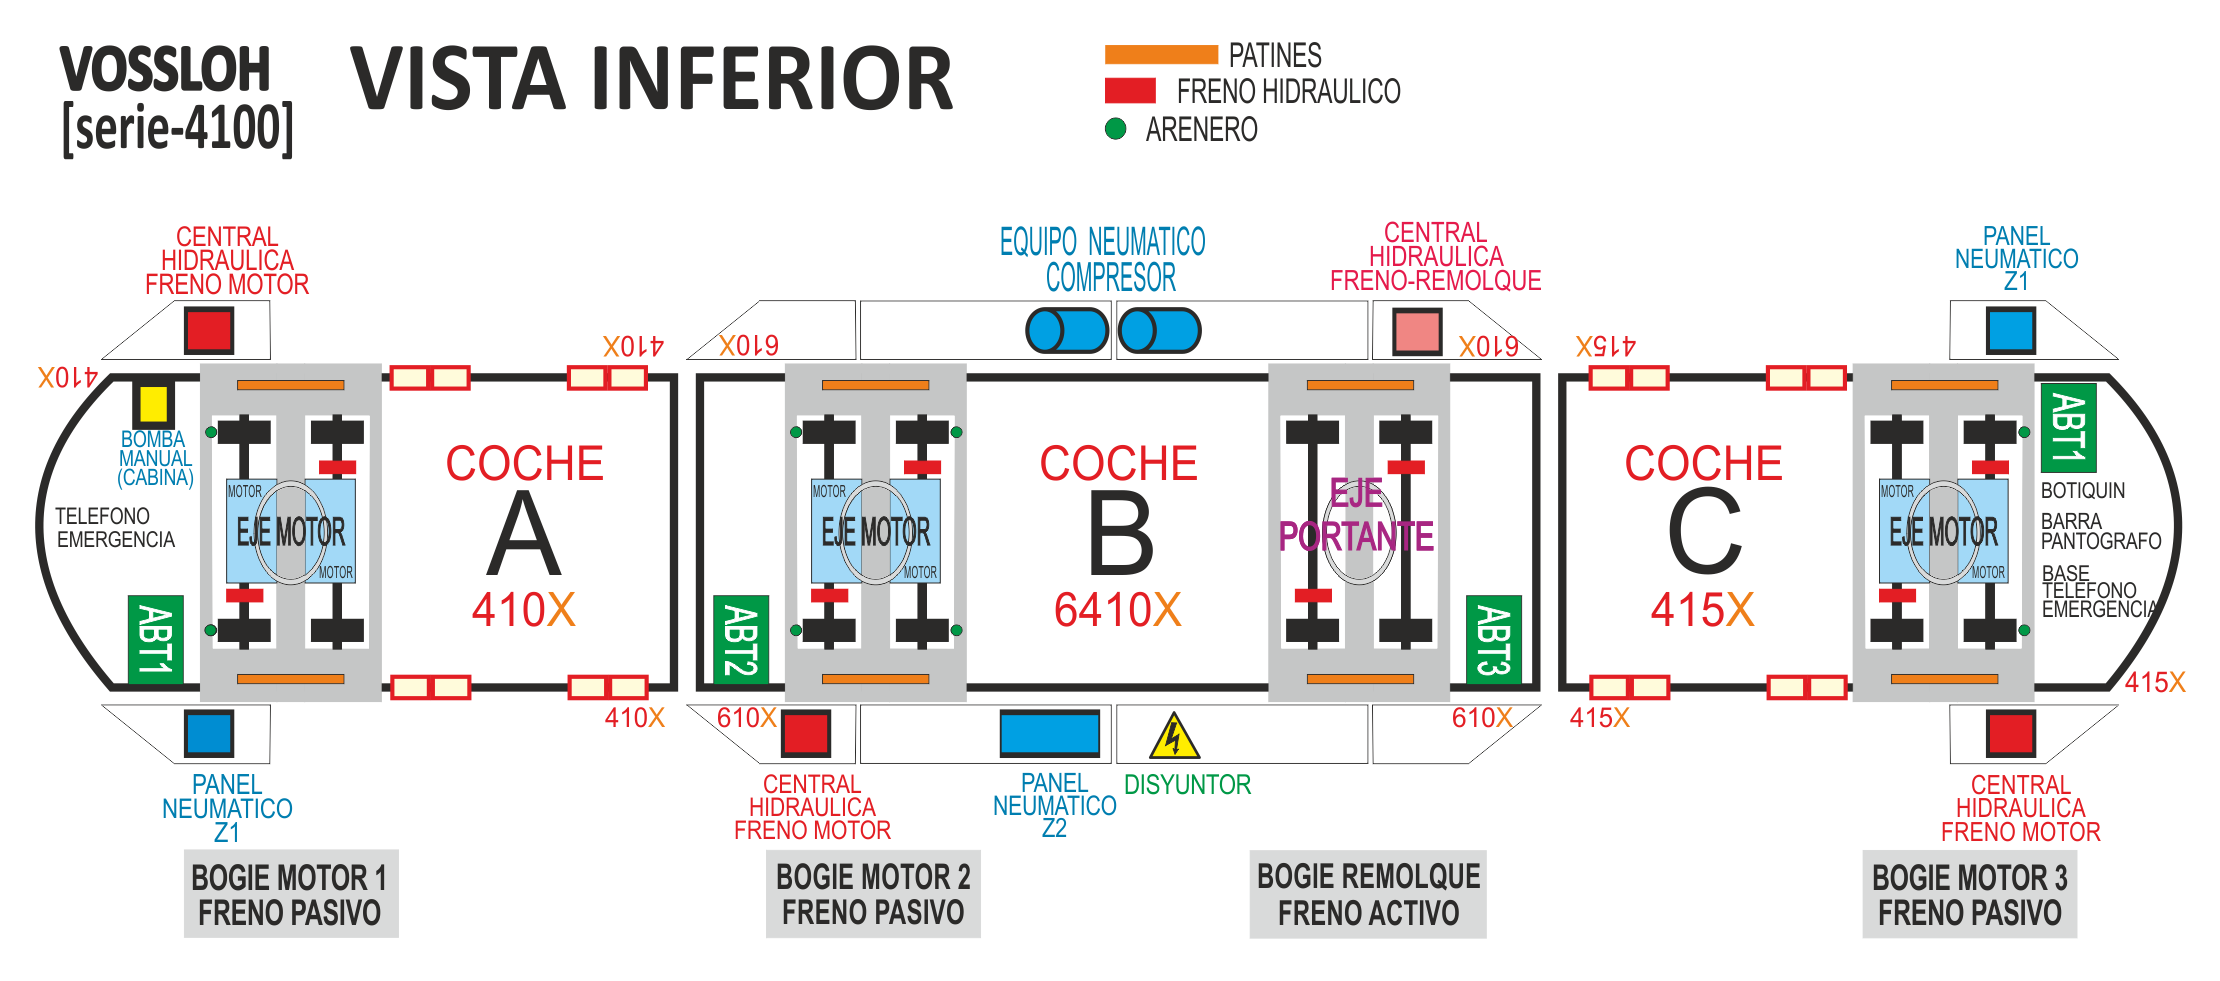 VOSSLOH
[serie-4100]
VISTA INFERIOR
PATINES
FRENO HIDRAULICO
ARENERO
CENTRAL
HIDRAULICA
FRENO MOTOR
EQUIPO NEUMATICO
COMPRESOR
CENTRAL
HIDRAULICA
FRENO-REMOLQUE
PANEL
NEUMATICO
Z1
410X
410X
610X
610X
415X
BOMBA
MANUAL
(CABINA)
TELEFONO
EMERGENCIA
ABT1
MOTOR
EJE MOTOR
MOTOR
COCHE
A
410X
ABT2
MOTOR
EJE MOTOR
MOTOR
COCHE
B
6410X
EJE
PORTANTE
ABT3
COCHE
C
415X
MOTOR
EJE MOTOR
MOTOR
ABT1
BOTIQUIN
BARRA
PANTOGRAFO
BASE
TELEFONO
EMERGENCIA
410X
610X
610X
415X
415X
PANEL
NEUMATICO
Z1
CENTRAL
HIDRAULICA
FRENO MOTOR
PANEL
NEUMATICO
Z2
DISYUNTOR
CENTRAL
HIDRAULICA
FRENO MOTOR
BOGIE MOTOR 1
FRENO PASIVO
BOGIE MOTOR 2
FRENO PASIVO
BOGIE REMOLQUE
FRENO ACTIVO
BOGIE MOTOR 3
FRENO PASIVO